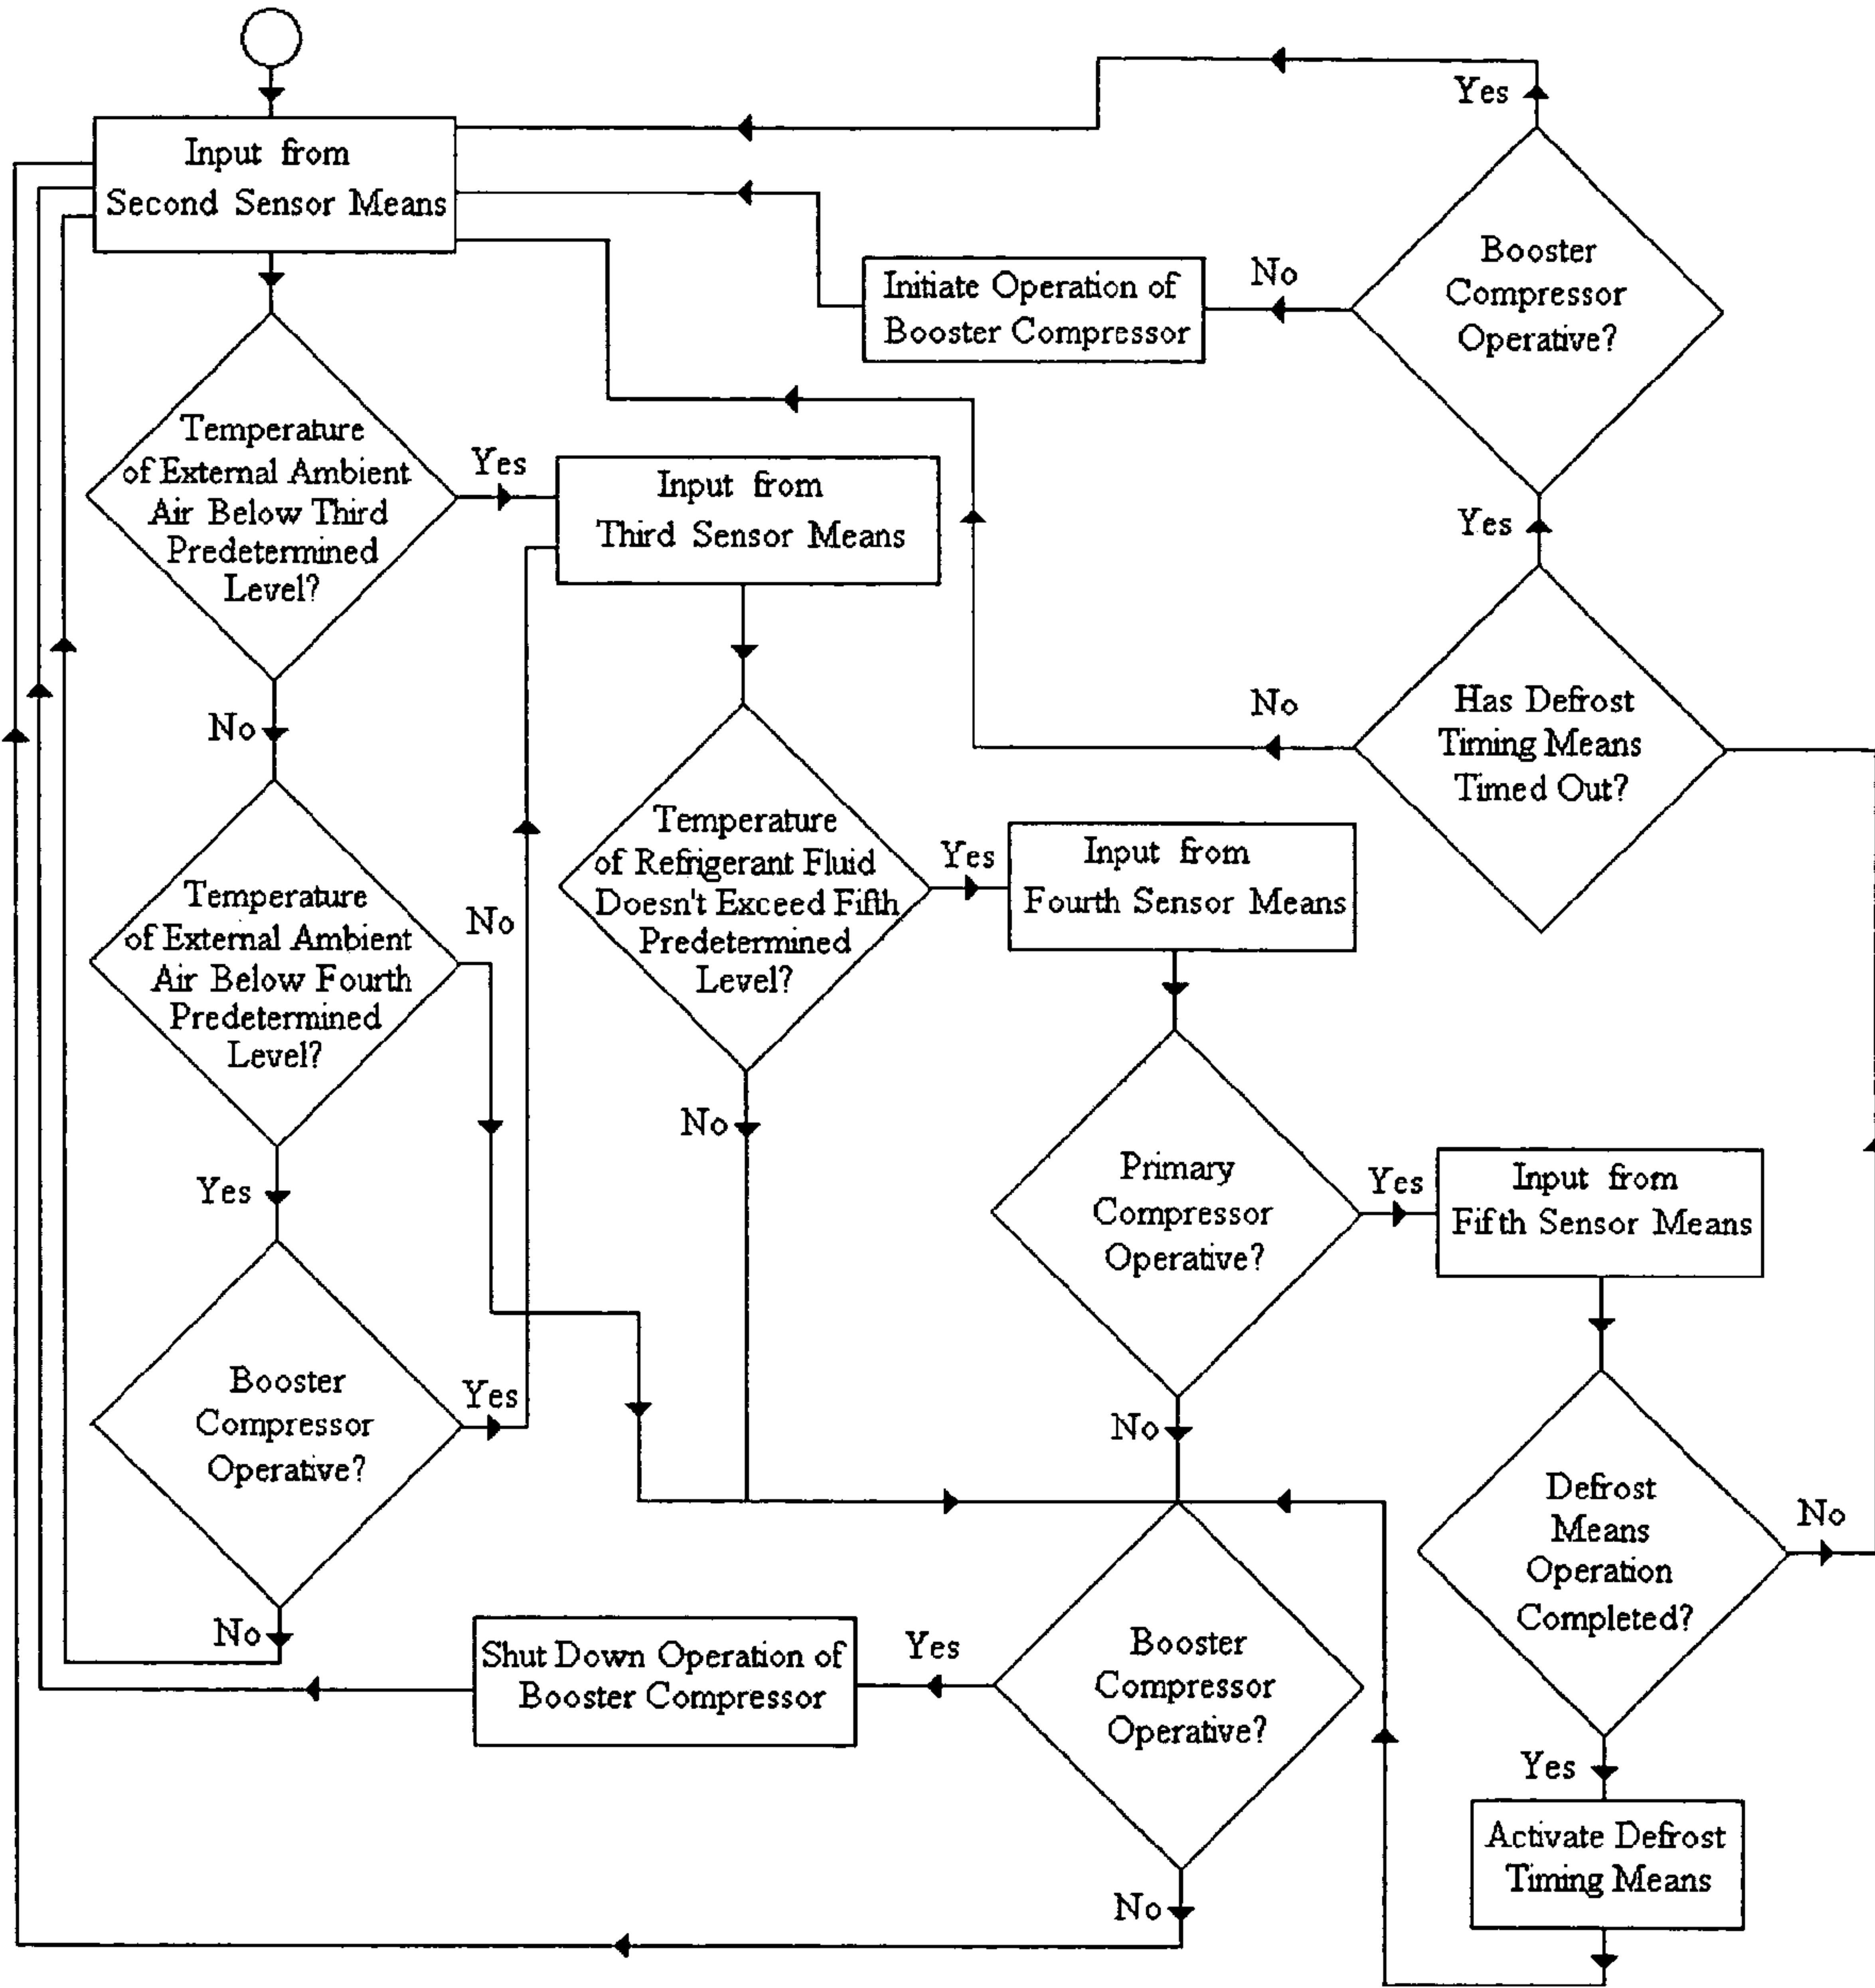 Yes
Input from
Second Sensor Means
Booster
Compressor
Operative?
No
Initiate Operation of
Booster Compressor
Temperature
of External Ambient
Air Below Third
Predetermined
Level?
Yes
Input from
Third Sensor Means
Yes
No
Has Defrost
Timing Means
Timed Out?
No
Temperature
of Refrigerant Fluid
Doesn't Exceed Fifth
Predetermined
Level?
Yes
Input from
Fourth Sensor Means
Temperature
of External Ambient
Air Below Fourth
Predetermined
Level?
No
No
Yes
Primary
Compressor
Operative?
Yes
Input from
Fifth Sensor Means
Booster
Compressor
Operative?
Yes
No
Defrost
Means
Operation
Completed?
No
No
Shut Down Operation of
Booster Compressor
Yes
Booster
Compressor
Operative?
Yes
Activate Defrost
Timing Means
No